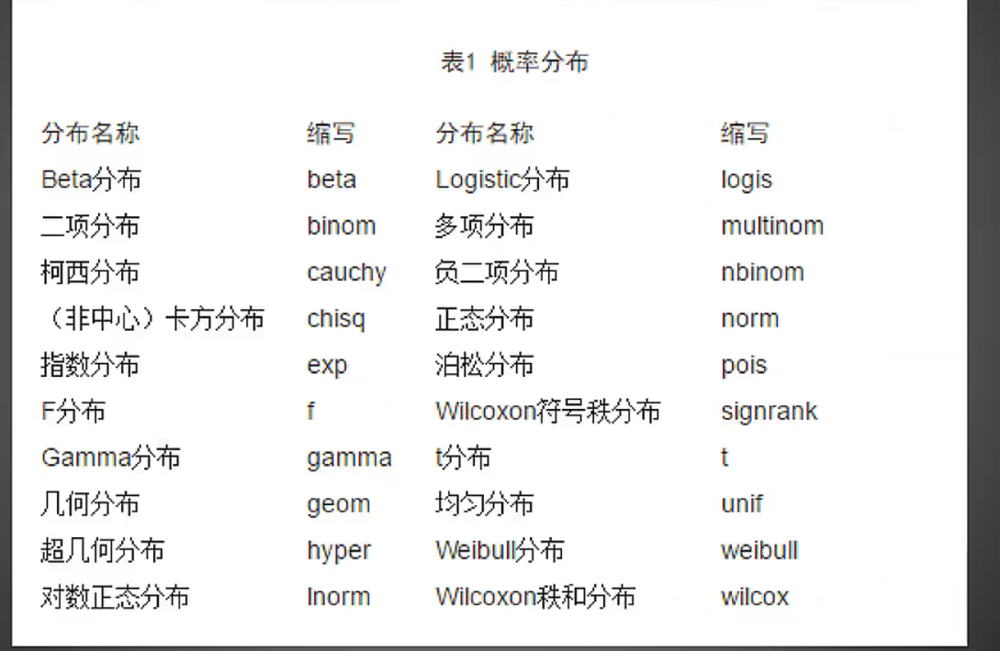 表1 概率分布
分布名称 缩写 分布名称 缩写
Beta分布 beta Logistic分布 logis
二项分布 binom 多项分布 multinom
柯西分布 cauchy 负二项分布 nbinom
（非中心）卡方分布 chisq 正态分布 norm
指数分布 exp 泊松分布 pois
F分布 f Wilcoxon符号秩分布 signrank
Gamma分布 gamma t分布 t
几何分布 geom 均匀分布 unif
超几何分布 hyper Weibull分布 weibull
对数正态分布 lnorm Wilcoxon秩和分布 wilcox